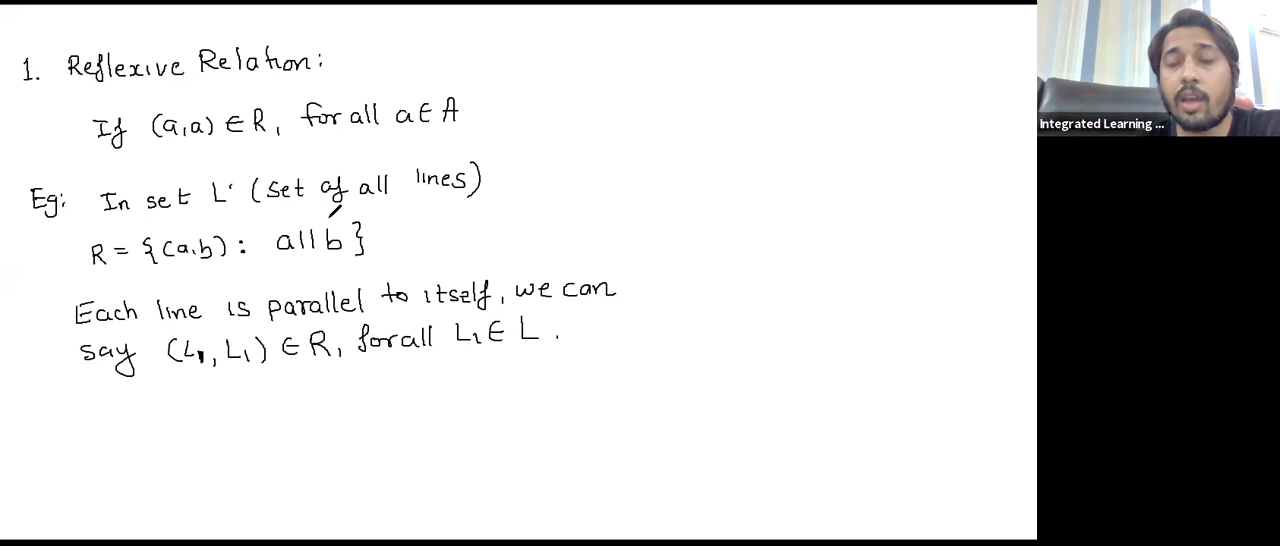 1. Reflexive Relation:
If (a,a) ∈ R, for all a ∈ A
Eg: In set L (set of all lines)
R = {(a,b): a||b}
Each line is parallel to itself, we can
say (L1, L1) ∈ R, for all L1 ∈ L.
Integrated Learning ...